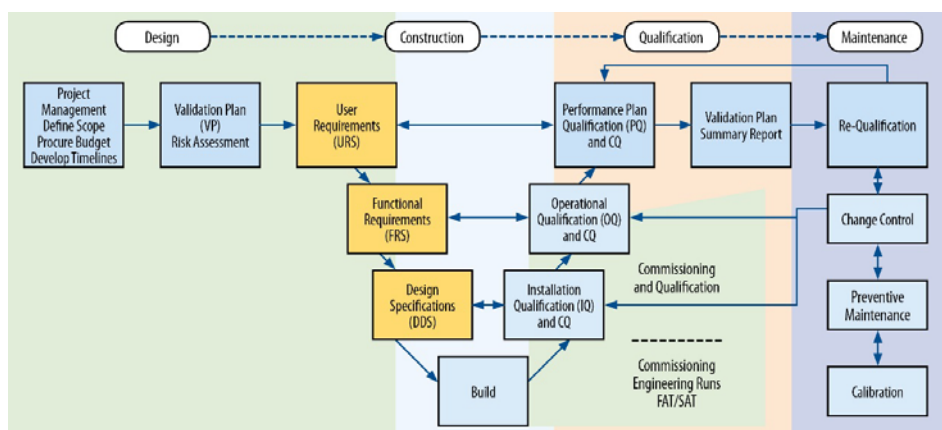 Design
Construction
Qualification
Maintenance
Project
Management
Define Scope
Procure Budget
Develop Timelines
Validation Plan
(VP)
Risk Assessment
User
Requirements
(URS)
Performance Plan
Qualification (PQ)
and CQ
Validation Plan
Summary Report
Re-Qualification
Functional
Requirements
(FRS)
Operational
Qualification (OQ)
and CQ
Change Control
Design
Specifications
(DDS)
Installation
Qualification (IQ)
and CQ
Commissioning
and Qualification
Preventive
Maintenance
Build
Commissioning
Engineering Runs
FAT/SAT
Calibration